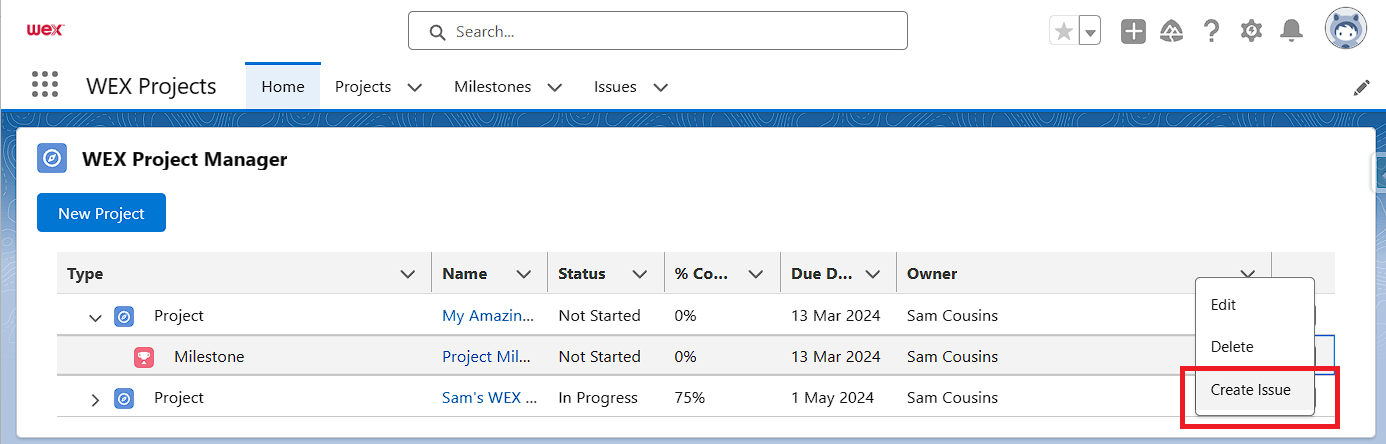 wex
Search...
WEX Projects Home Projects Milestones Issues
WEX Project Manager
New Project
Type Name Status % Co... Due D... Owner
Project My Amazin... Not Started 0% 13 Mar 2024 Sam Cousins
Milestone Project Mil... Not Started 0% 13 Mar 2024 Sam Cousins
Project Sam's WEX ... In Progress 75% 1 May 2024 Sam Cousins
Edit
Delete
Create Issue